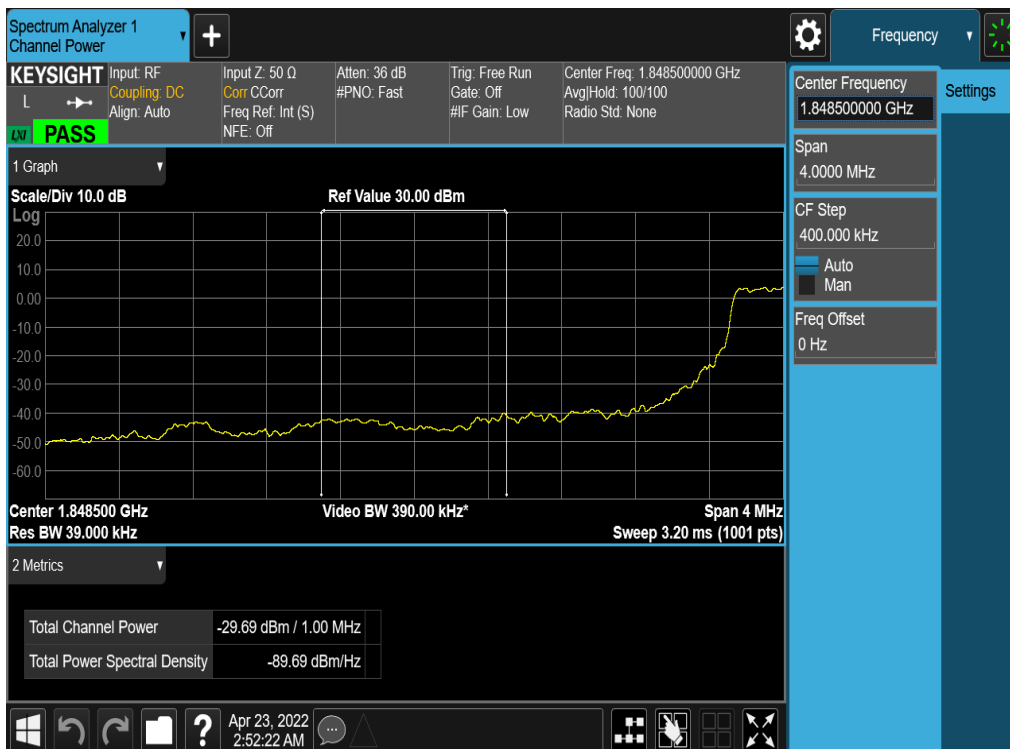 Spectrum Analyzer 1
Channel Power
Frequency
KEYSIGHT
L
LXI
PASS
Input: RF
Coupling: DC
Align: Auto
Input Z: 50 Ω
Corr CCorr
Freq Ref: Int (S)
NFE: Off
Atten: 36 dB
#PNO: Fast
Trig: Free Run
Gate: Off
#IF Gain: Low
Center Freq: 1.848500000 GHz
Avg|Hold: 100/100
Radio Std: None
Center Frequency
1.848500000 GHz
Settings
Span
4.0000 MHz
CF Step
400.000 kHz
Auto
Man
Freq Offset
0 Hz
1 Graph
Scale/Div 10.0 dB
Ref Value 30.00 dBm
Log
20.0
10.0
0.00
-10.0
-20.0
-30.0
-40.0
-50.0
-60.0
Center 1.848500 GHz
Video BW 390.00 kHz*
Span 4 MHz
Res BW 39.000 kHz
Sweep 3.20 ms (1001 pts)
2 Metrics
Total Channel Power -29.69 dBm / 1.00 MHz
Total Power Spectral Density -89.69 dBm/Hz
Apr 23, 2022
2:52:22 AM